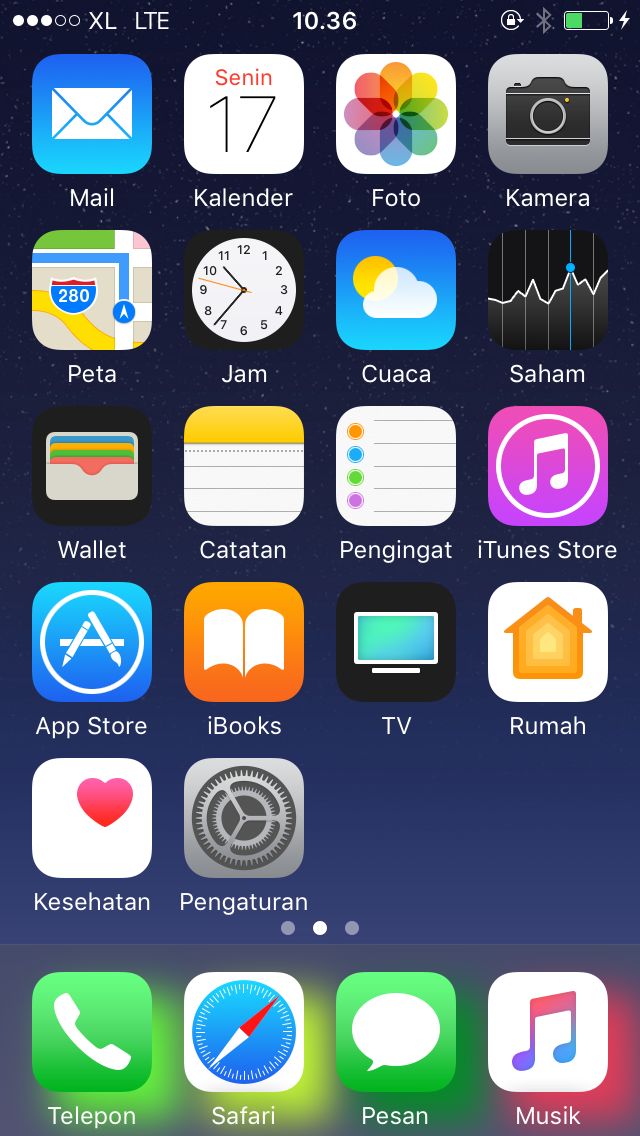 XL LTE 10.36
Senin
17
Mail Kalender Foto Kamera
280
12
11 1
10 2
9 3
8 4
7 5
6
Peta Jam Cuaca Saham
Wallet Catatan Pengingat iTunes Store
App Store iBooks TV Rumah
Kesehatan Pengaturan
Telepon Safari Pesan Musik